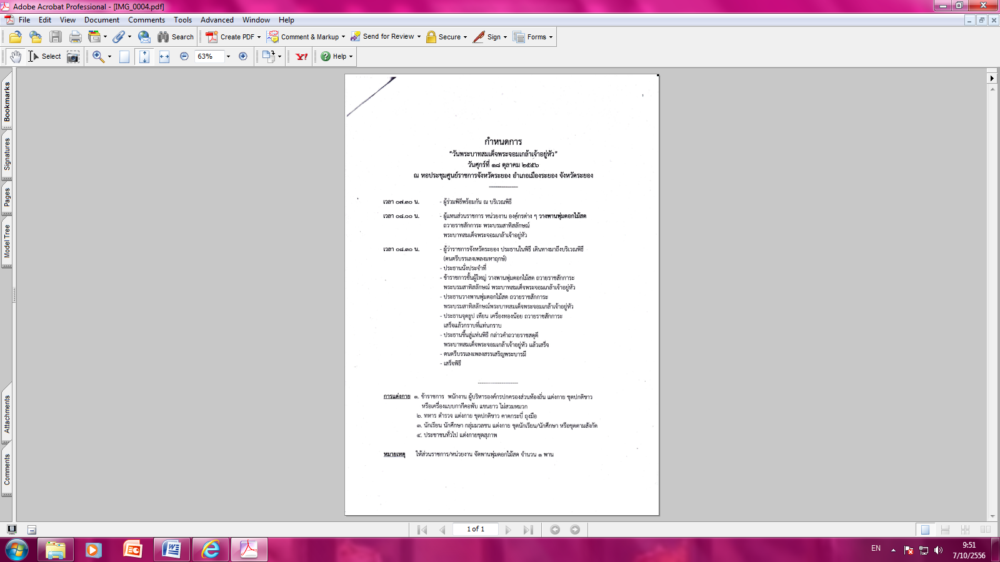 Adobe Acrobat Professional - [IMG_0004.pdf]
File Edit View Document Comments Tools Advanced Window Help
Search Create PDF Comment & Markup Send for Review Secure Sign Forms
Select 63% Y! Help
Bookmarks
Signatures
Pages
Model Tree
Attachments
Comments
กำหนดการ
“วันพระบาทสมเด็จพระจอมเกล้าเจ้าอยู่หัว”
วันศุกร์ที่ ๑๘ ตุลาคม ๒๕๕๖
ณ หอประชุมศูนย์ราชการจังหวัดระยอง อำเภอเมืองระยอง จังหวัดระยอง
---------------
เวลา ๐๗.๓๐ น. - ผู้ร่วมพิธีพร้อมกัน ณ บริเวณพิธี
เวลา ๐๘.๐๐ น. - ผู้แทนส่วนราชการ หน่วยงาน องค์กรต่าง ๆ วางพานพุ่มดอกไม้สด
ถวายราชสักการะ พระบรมสาทิสลักษณ์
พระบาทสมเด็จพระจอมเกล้าเจ้าอยู่หัว
เวลา ๐๘.๓๐ น. - ผู้ว่าราชการจังหวัดระยอง ประธานในพิธี เดินทางมาถึงบริเวณพิธี
(ดนตรีบรรเลงเพลงมหาฤกษ์)
- ประธานนั่งประจำที่
- ข้าราชการชั้นผู้ใหญ่ วางพานพุ่มดอกไม้สด ถวายราชสักการะ
พระบรมสาทิสลักษณ์ พระบาทสมเด็จพระจอมเกล้าเจ้าอยู่หัว
- ประธานวางพานพุ่มดอกไม้สด ถวายราชสักการะ
พระบรมสาทิสลักษณ์พระบาทสมเด็จพระจอมเกล้าเจ้าอยู่หัว
- ประธานจุดธูป เทียน เครื่องทองน้อย ถวายราชสักการะ
เสร็จแล้วกราบที่แท่นกราบ
- ประธานขึ้นสู่แท่นพิธี กล่าวคำถวายราชสดุดี
พระบาทสมเด็จพระจอมเกล้าเจ้าอยู่หัว แล้วเสร็จ
- ดนตรีบรรเลงเพลงสรรเสริญพระบารมี
- เสร็จพิธี
---------------------
การแต่งกาย ๑. ข้าราชการ พนักงาน ผู้บริหารองค์กรปกครองส่วนท้องถิ่น แต่งกาย ชุดปกติขาว
หรือเครื่องแบบกากีคอพับ แขนยาว ไม่สวมหมวก
๒. ทหาร ตำรวจ แต่งกาย ชุดปกติขาว คาดกระบี่ ถุงมือ
๓. นักเรียน นักศึกษา กลุ่มมวลชน แต่งกาย ชุดนักเรียน/นักศึกษา หรือชุดตามสังกัด
๔. ประชาชนทั่วไป แต่งกายชุดสุภาพ
หมายเหตุ ให้ส่วนราชการ/หน่วยงาน จัดพานพุ่มดอกไม้สด จำนวน ๑ พาน
1 of 1
EN 9:51
7/10/2556